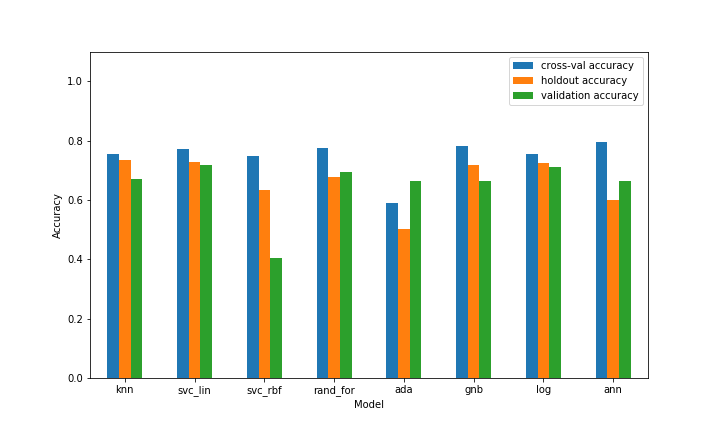 cross-val accuracy
holdout accuracy
validation accuracy
Accuracy
1.0
0.8
0.6
0.4
0.2
0.0
knn svc_lin svc_rbf rand_for ada gnb log ann
Model